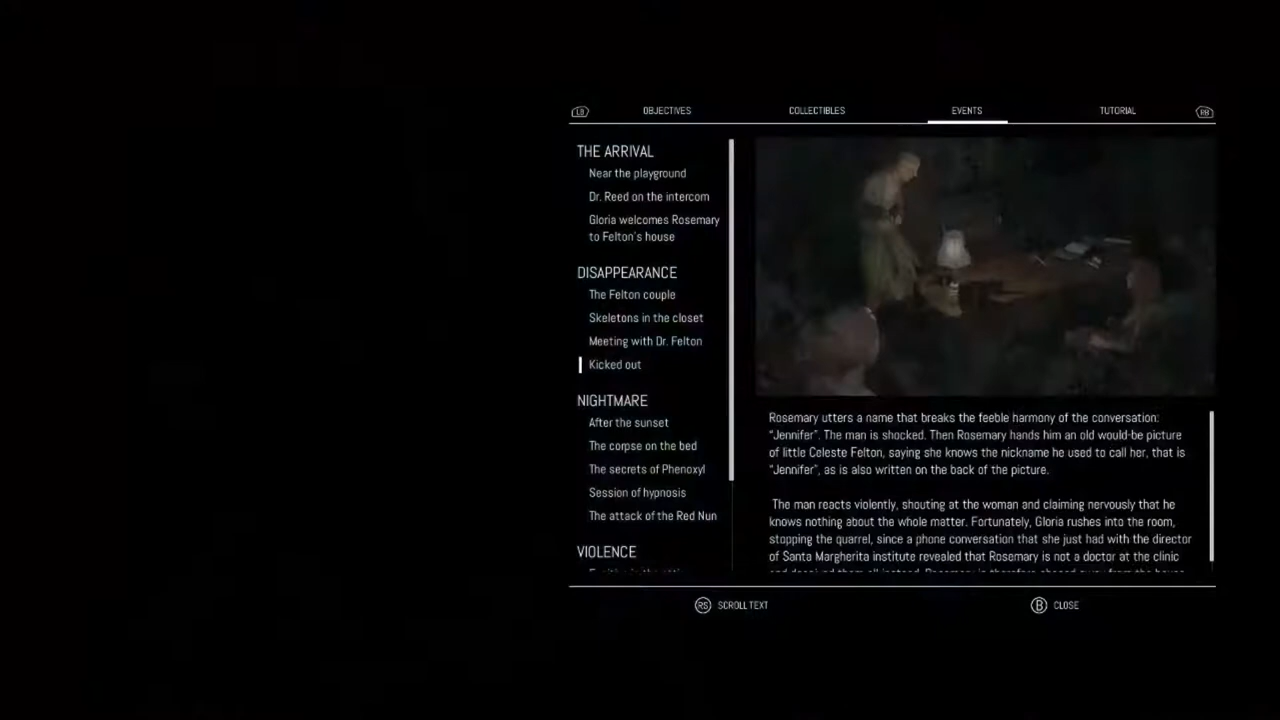 LB OBJECTIVES COLLECTIBLES EVENTS TUTORIAL RB
THE ARRIVAL
Near the playground
Dr. Reed on the intercom
Gloria welcomes Rosemary
to Felton's house
DISAPPEARANCE
The Felton couple
Skeletons in the closet
Meeting with Dr. Felton
Kicked out
NIGHTMARE
After the sunset
The corpse on the bed
The secrets of Phenoxyl
Session of hypnosis
The attack of the Red Nun
VIOLENCE
Rosemary utters a name that breaks the feeble harmony of the conversation:
"Jennifer". The man is shocked. Then Rosemary hands him an old would-be picture
of little Celeste Felton, saying she knows the nickname he used to call her, that is
"Jennifer", as is also written on the back of the picture.
The man reacts violently, shouting at the woman and claiming nervously that he
knows nothing about the whole matter. Fortunately, Gloria rushes into the room,
stopping the quarrel, since a phone conversation that she just had with the director
of Santa Margherita institute revealed that Rosemary is not a doctor at the clinic
RS SCROLL TEXT
B CLOSE